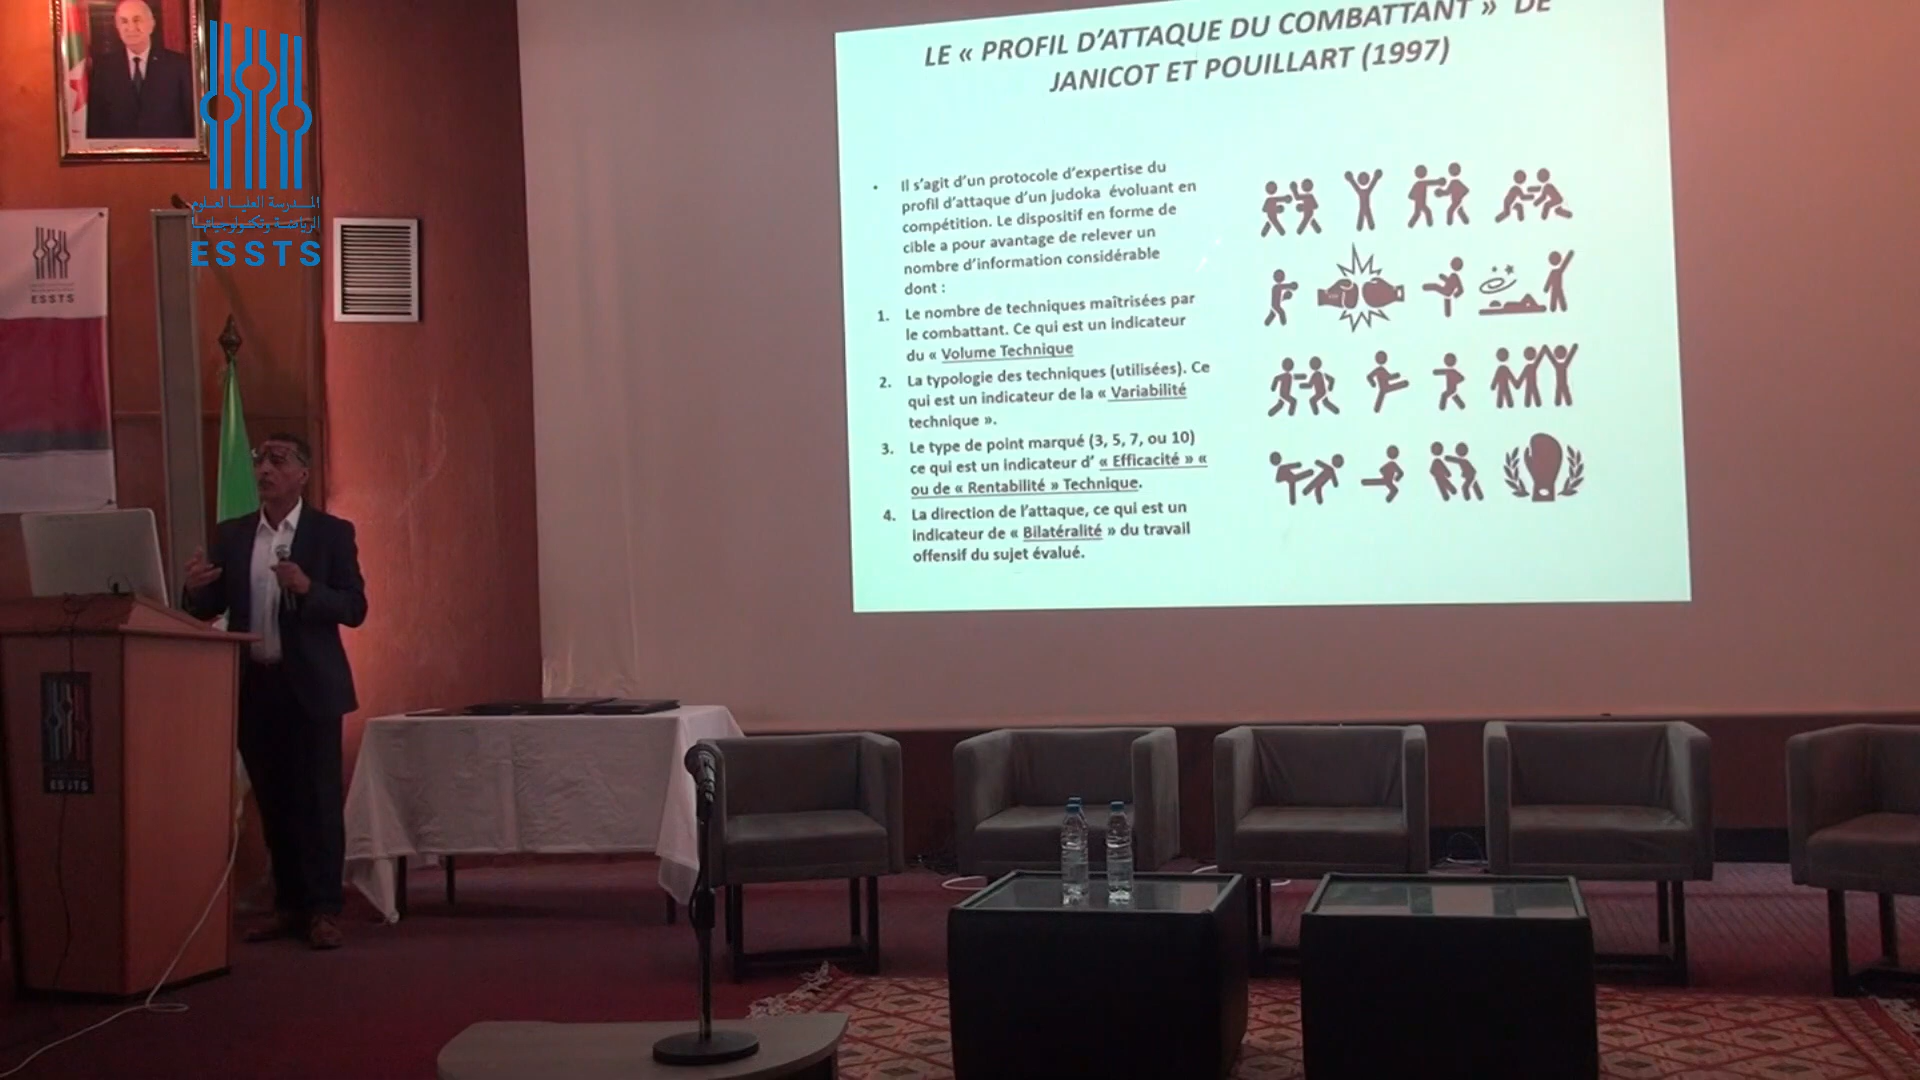 المدرسة العليا لعلوم
الرياضة وتكنولوجياتها
ESSTS
ESSTS
ESSTS
LE « PROFIL D’ATTAQUE DU COMBATTANT » DE
JANICOT ET POUILLART (1997)
• Il s’agit d’un protocole d’expertise du
profil d’attaque d’un judoka évoluant en
compétition. Le dispositif en forme de
cible a pour avantage de relever un
nombre d’information considérable
dont :
1. Le nombre de techniques maîtrisées par
le combattant. Ce qui est un indicateur
du « Volume Technique
2. La typologie des techniques (utilisées). Ce
qui est un indicateur de la « Variabilité
technique ».
3. Le type de point marqué (3, 5, 7, ou 10)
ce qui est un indicateur d’ « Efficacité » «
ou de « Rentabilité » Technique.
4. La direction de l’attaque, ce qui est un
indicateur de « Bilatéralité » du travail
offensif du sujet évalué.